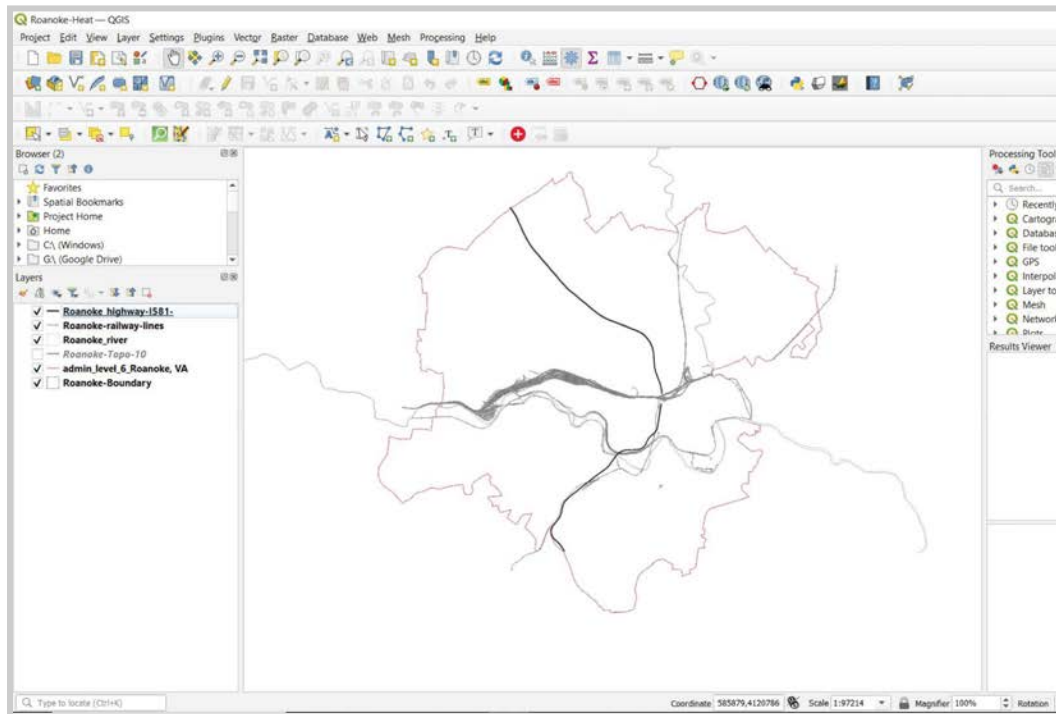 Roanoke-Heat — QGIS
Project Edit View Layer Settings Plugins Vector Raster Database Web Mesh Processing Help
Browser (2)
Favorites
Spatial Bookmarks
Project Home
Home
C:\ (Windows)
G:\ (Google Drive)
Layers
Roanoke_highway-I581-
Roanoke-railway-lines
Roanoke_river
Roanoke-Topo-10
admin_level_6_Roanoke, VA
Roanoke-Boundary
Processing Tool
Search...
Recently
Cartogra
Databas
File tool
GPS
Interpol
Layer to
Mesh
Network
Plots
Results Viewer
Type to locate (Ctrl+K)
Coordinate 585879,4120786 Scale 1:97214 Magnifier 100% Rotation